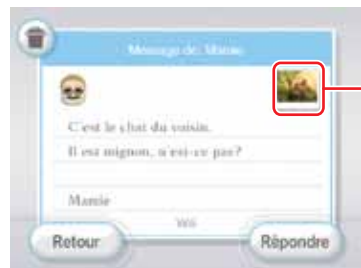 Message de Mamie
C'est le chat du voisin.
Il est mignon, n'est-ce pas?
Mamie
Wii
Retour
Répondre